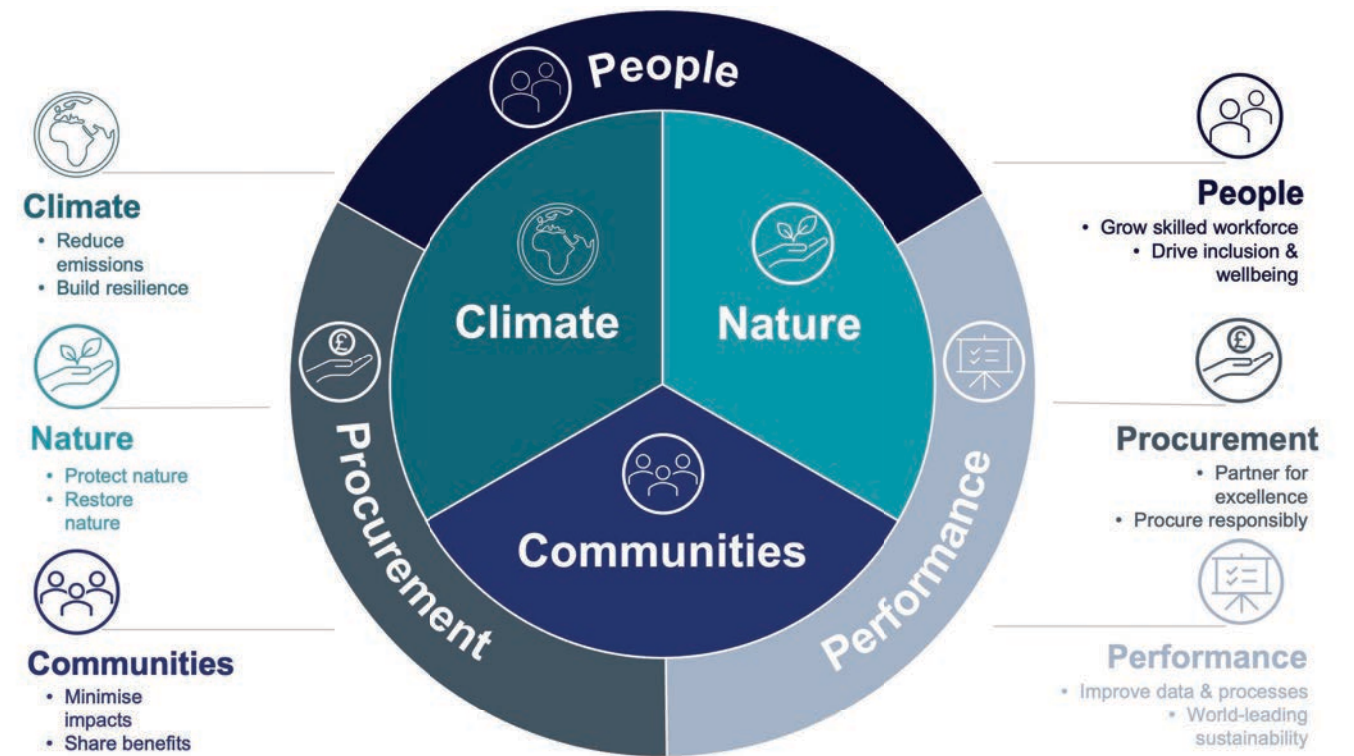 People
Climate
Nature
Communities
Procurement
Performance
£
Climate
• Reduce
emissions
• Build resilience
Nature
• Protect nature
• Restore
nature
Communities
• Minimise
impacts
• Share benefits
People
• Grow skilled workforce
• Drive inclusion &
wellbeing
£
Procurement
• Partner for
excellence
• Procure responsibly
Performance
• Improve data & processes
• World-leading
sustainability